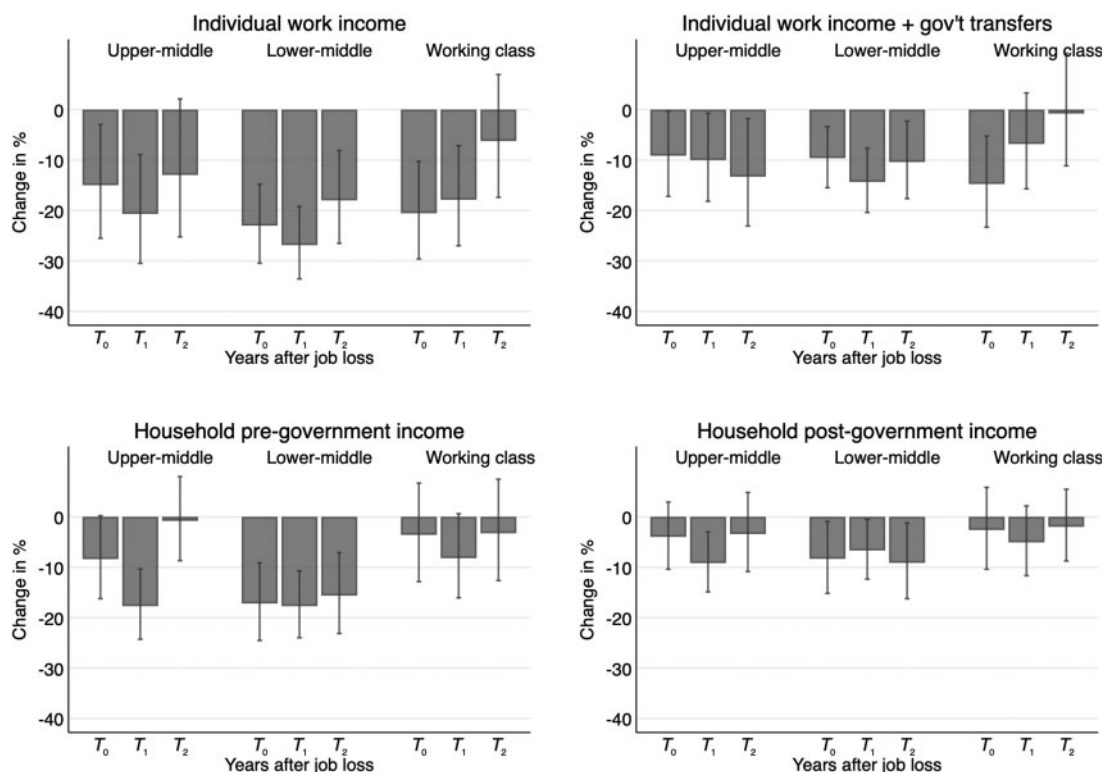 Individual work income
Upper-middle Lower-middle Working class
Change in %
0
-10
-20
-30
-40
T0 T1 T2 T0 T1 T2 T0 T1 T2
Years after job loss
Individual work income + gov't transfers
Upper-middle Lower-middle Working class
Change in %
0
-10
-20
-30
-40
T0 T1 T2 T0 T1 T2 T0 T1 T2
Years after job loss
Household pre-government income
Upper-middle Lower-middle Working class
Change in %
0
-10
-20
-30
-40
T0 T1 T2 T0 T1 T2 T0 T1 T2
Years after job loss
Household post-government income
Upper-middle Lower-middle Working class
Change in %
0
-10
-20
-30
-40
T0 T1 T2 T0 T1 T2 T0 T1 T2
Years after job loss